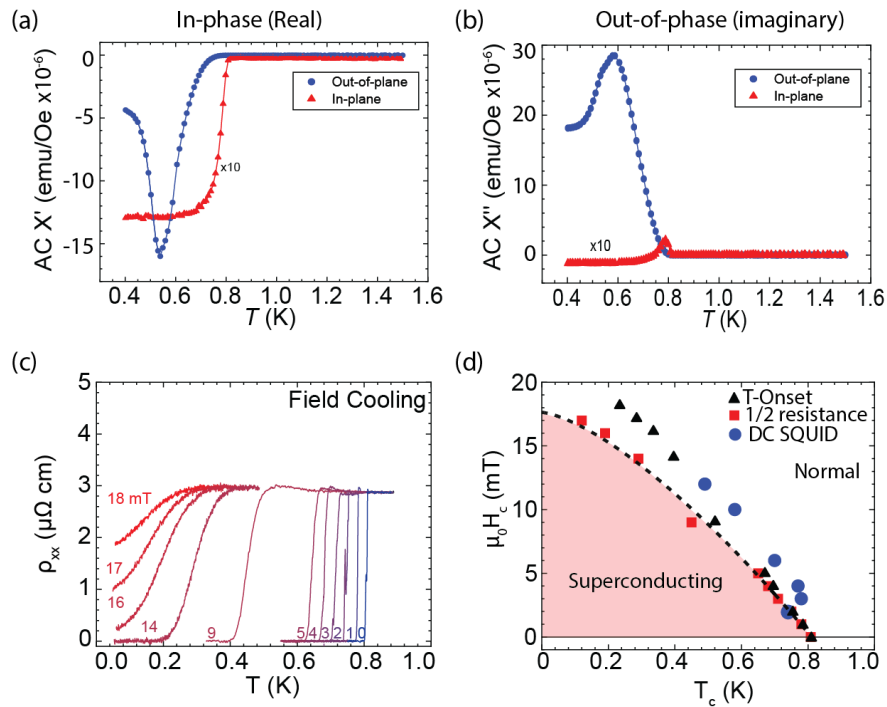 (a)
In-phase (Real)
0
-5
-10
-15
AC X' (emu/Oe x10⁻⁶)
Out-of-plane
In-plane
x10
0.4 0.6 0.8 1.0 1.2 1.4
T (K)
(b)
Out-of-phase (imaginary)
30
20
10
0
AC X'' (emu/Oe x10⁻⁶)
Out-of-plane
In-plane
x10
0.4 0.6 0.8 1.0 1.2 1.4
T (K)
(c)
Field Cooling
5
4
3
2
1
0
ρxx (μΩ cm)
18 mT
17
16
14
9
5 4 3 2 1 0
0.0 0.2 0.4 0.6 0.8 1.0
T (K)
(d)
20
15
10
5
0
μ₀Hc (mT)
T-Onset
1/2 resistance
DC SQUID
Normal
Superconducting
0 0.2 0.4 0.6 0.8 1.0
Tc (K)